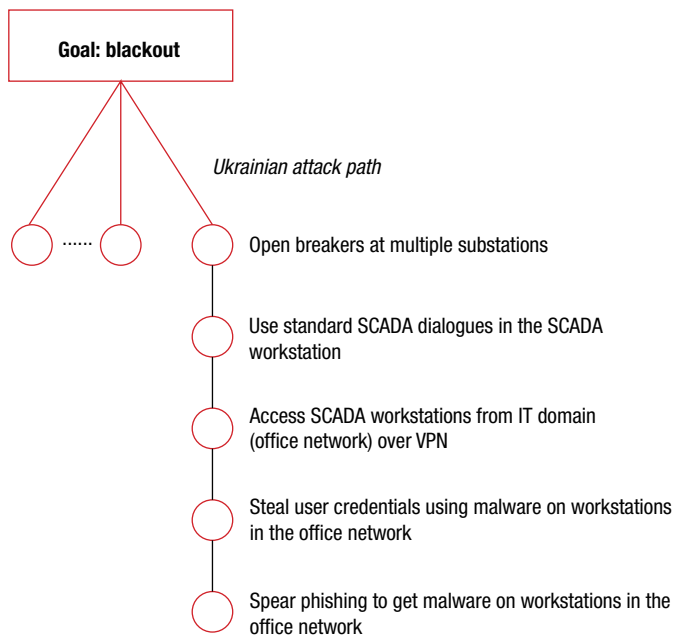 Goal: blackout
Ukrainian attack path
......
Open breakers at multiple substations
Use standard SCADA dialogues in the SCADA
workstation
Access SCADA workstations from IT domain
(office network) over VPN
Steal user credentials using malware on workstations
in the office network
Spear phishing to get malware on workstations in the
office network